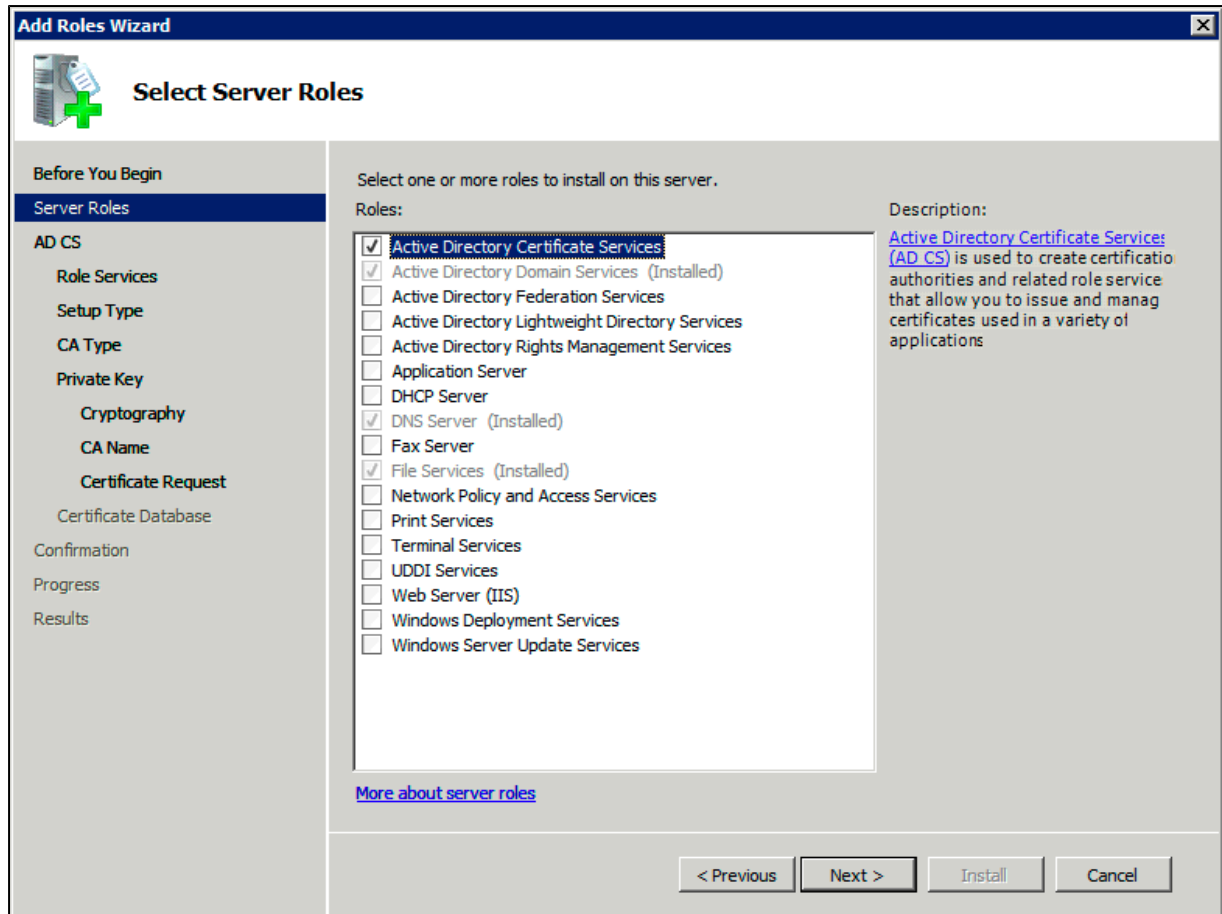 Add Roles Wizard
Select Server Roles
Before You Begin
Server Roles
AD CS
Role Services
Setup Type
CA Type
Private Key
Cryptography
CA Name
Certificate Request
Certificate Database
Confirmation
Progress
Results
Select one or more roles to install on this server.
Roles:
Active Directory Certificate Services
Active Directory Domain Services (Installed)
Active Directory Federation Services
Active Directory Lightweight Directory Services
Active Directory Rights Management Services
Application Server
DHCP Server
DNS Server (Installed)
Fax Server
File Services (Installed)
Network Policy and Access Services
Print Services
Terminal Services
UDDI Services
Web Server (IIS)
Windows Deployment Services
Windows Server Update Services
More about server roles
Description:
Active Directory Certificate Services
(AD CS) is used to create certificatio
authorities and related role service
that allow you to issue and manag
certificates used in a variety of
applications
< Previous
Next >
Install
Cancel